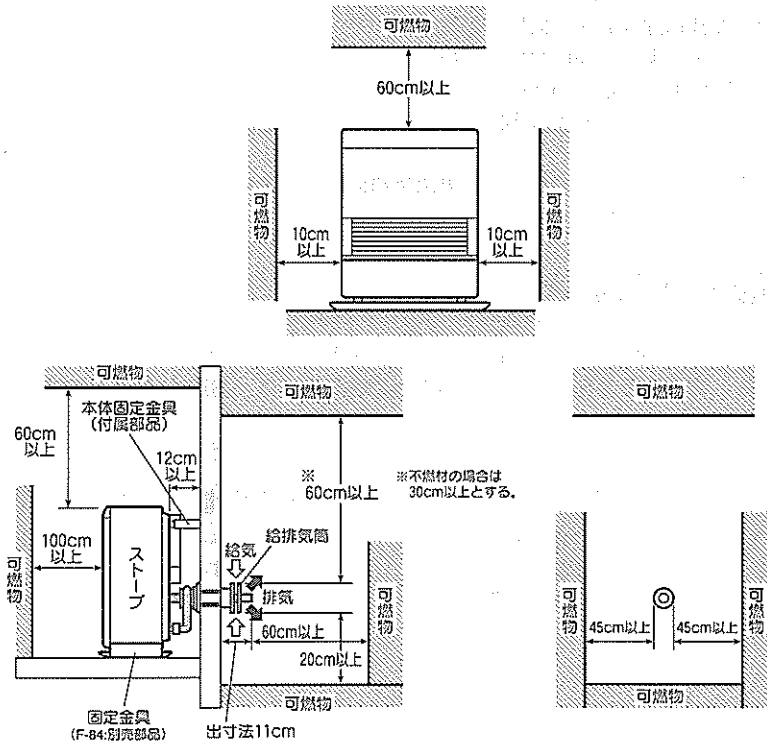 可燃物
60cm以上
可燃物
10cm
以上
10cm
以上
可燃物
可燃物
60cm
以上
本体固定金具
(付属部品)
12cm
以上
100cm
以上
可燃物
ストーブ
固定金具
(F-84:別売部品)
可燃物
※
60cm以上
※不燃材の場合は
30cm以上とする。
給気
給排気筒
排気
60cm以上
20cm以上
可燃物
可燃物
出寸法11cm
可燃物
可燃物
45cm以上
45cm以上
可燃物
可燃物